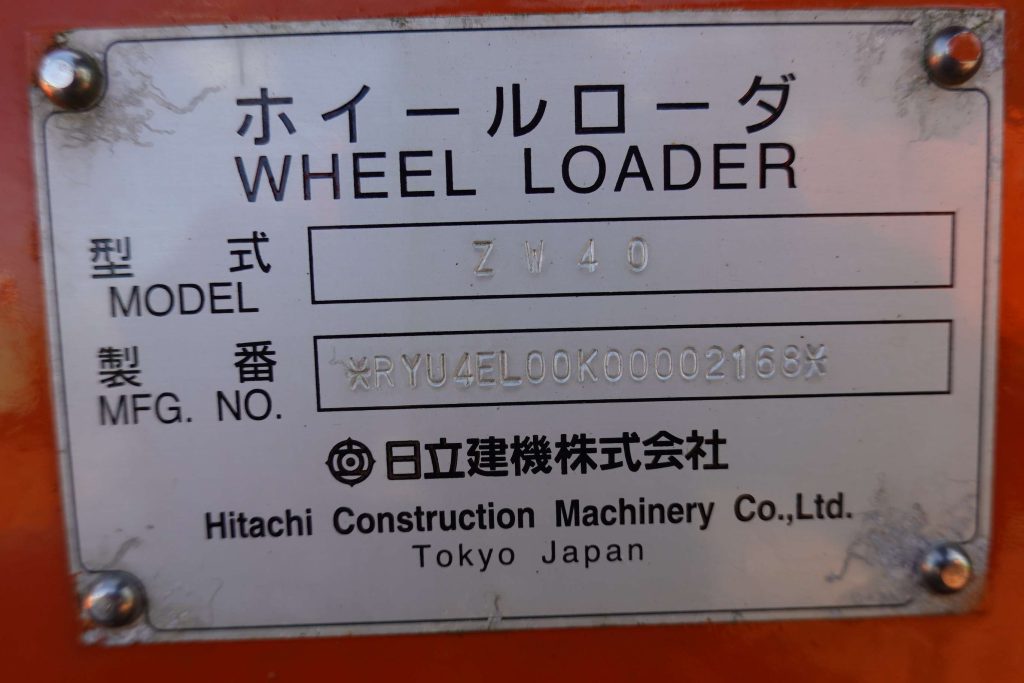 ホイールローダ
WHEEL LOADER
型式 ZW40
MODEL
製番 *RYU4EL00K00002168*
MFG. NO.
日立建機株式会社
Hitachi Construction Machinery Co.,Ltd.
Tokyo Japan